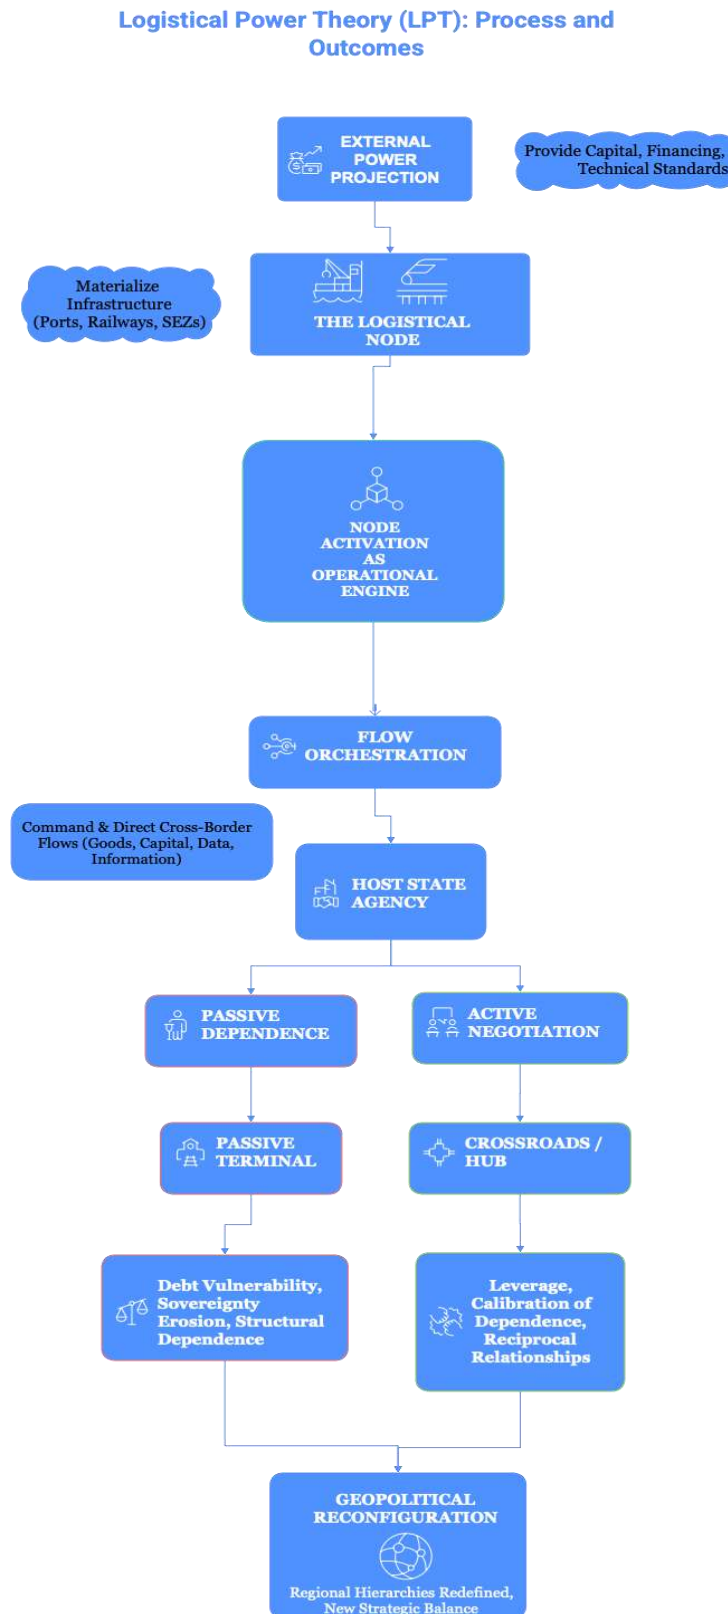 Logistical Power Theory (LPT): Process and
Outcomes
EXTERNAL
POWER
PROJECTION
Provide Capital, Financing,
Technical Standards
Materialize
Infrastructure
(Ports, Railways, SEZs)
THE LOGISTICAL
NODE
NODE
ACTIVATION
AS
OPERATIONAL
ENGINE
FLOW
ORCHESTRATION
Command & Direct Cross-Border
Flows (Goods, Capital, Data,
Information)
HOST STATE
AGENCY
PASSIVE
DEPENDENCE
ACTIVE
NEGOTIATION
PASSIVE
TERMINAL
CROSSROADS /
HUB
Debt Vulnerability,
Sovereignty
Erosion, Structural
Dependence
Leverage,
Calibration of
Dependence,
Reciprocal
Relationships
GEOPOLITICAL
RECONFIGURATION
Regional Hierarchies Redefined,
New Strategic Balance